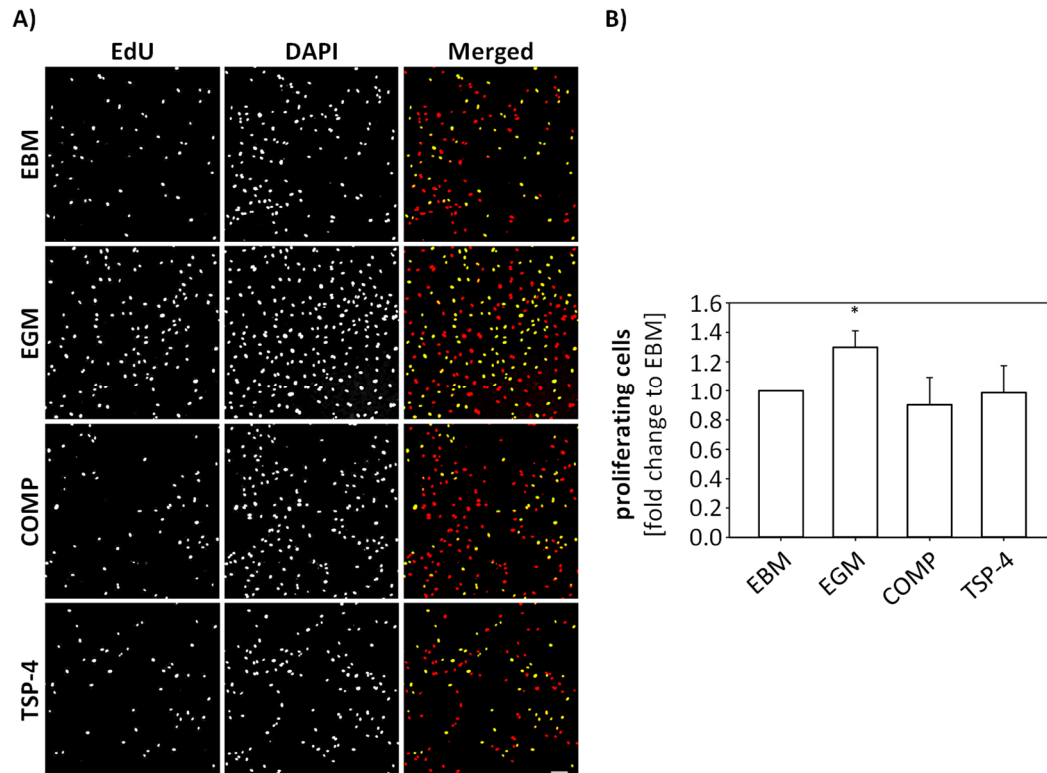 A)
EdU DAPI Merged
EBM
EGM
COMP
TSP-4
B)
proliferating cells
[fold change to EBM]
1.6
1.4
1.2
1.0
0.8
0.6
0.4
0.2
0.0
*
EBM EGM COMP TSP-4